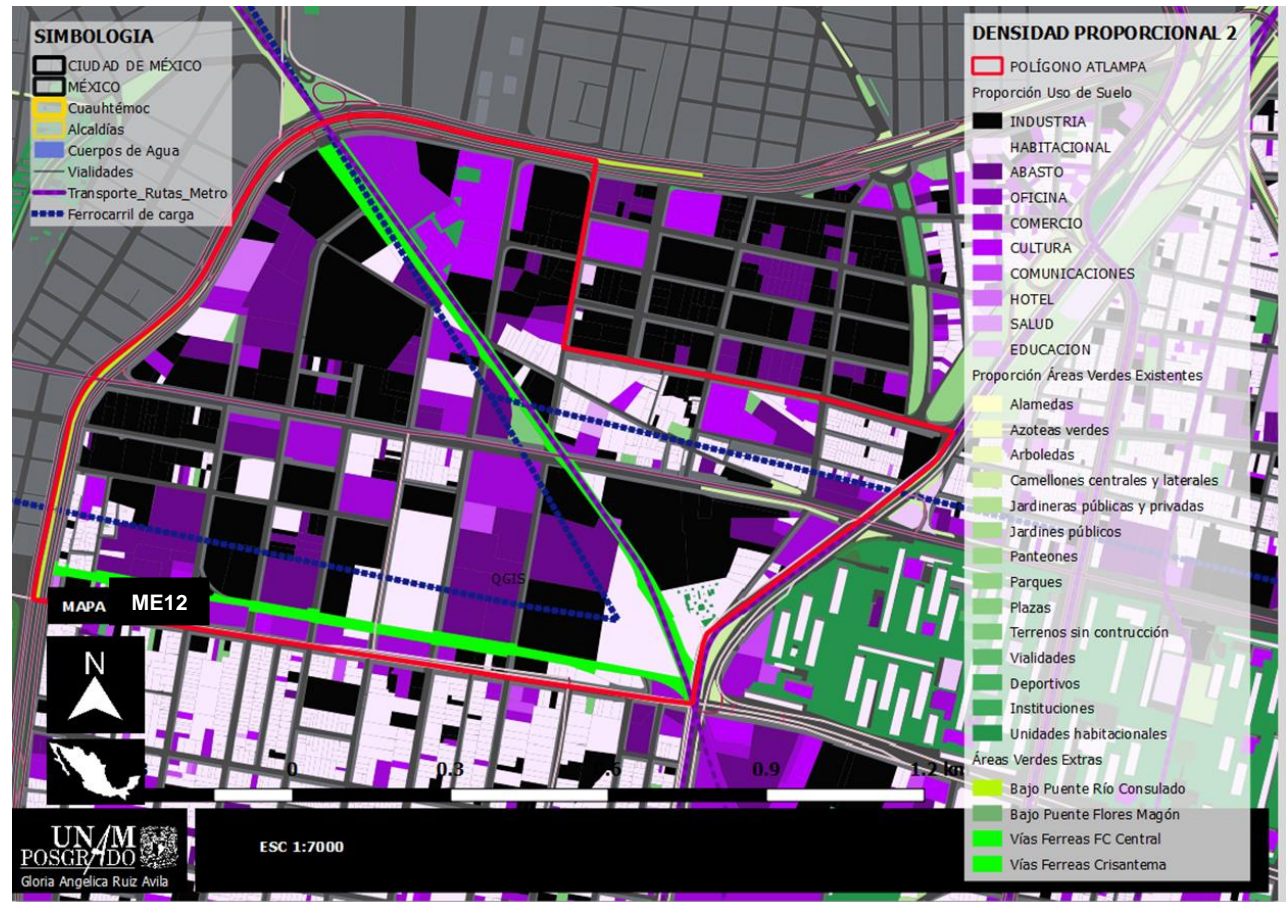 SIMBOLOGIA
CIUDAD DE MÉXICO
MÉXICO
Cuauhtémoc
Alcaldías
Cuerpos de Agua
Vialidades
Transporte_Rutas_Metro
Ferrocarril de carga
DENSIDAD PROPORCIONAL 2
POLÍGONO ATLAMPA
Proporción Uso de Suelo
INDUSTRIA
HABITACIONAL
ABASTO
OFICINA
COMERCIO
CULTURA
COMUNICACIONES
HOTEL
SALUD
EDUCACION
Proporción Áreas Verdes Existentes
Alamedas
Azoteas verdes
Arboledas
Camellones centrales y laterales
Jardineras públicas y privadas
Jardines públicos
Panteones
Parques
Plazas
Terrenos sin contrucción
Vialidades
Deportivos
Instituciones
Unidades habitacionales
Áreas Verdes Extras
Bajo Puente Río Consulado
Bajo Puente Flores Magón
Vías Ferreas FC Central
Vías Ferreas Crisantema
QGIS
MAPA ME12
N
0 0.3 0.9 1.2 km
ESC 1:7000
UNAM
POSGRADO
Gloria Angelica Ruiz Avila